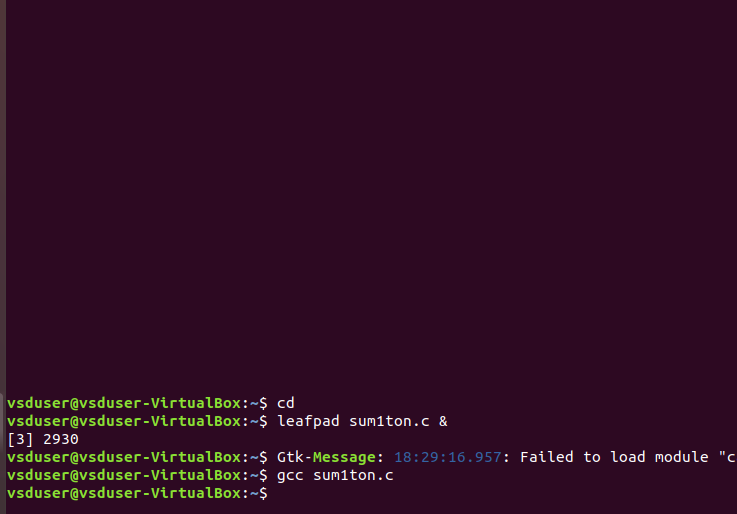 vsduser@vsduser-VirtualBox:~$ cd
vsduser@vsduser-VirtualBox:~$ leafpad sum1ton.c &
[3] 2930
vsduser@vsduser-VirtualBox:~$ Gtk-Message: 18:29:16.957: Failed to load module "c
vsduser@vsduser-VirtualBox:~$ gcc sum1ton.c
vsduser@vsduser-VirtualBox:~$